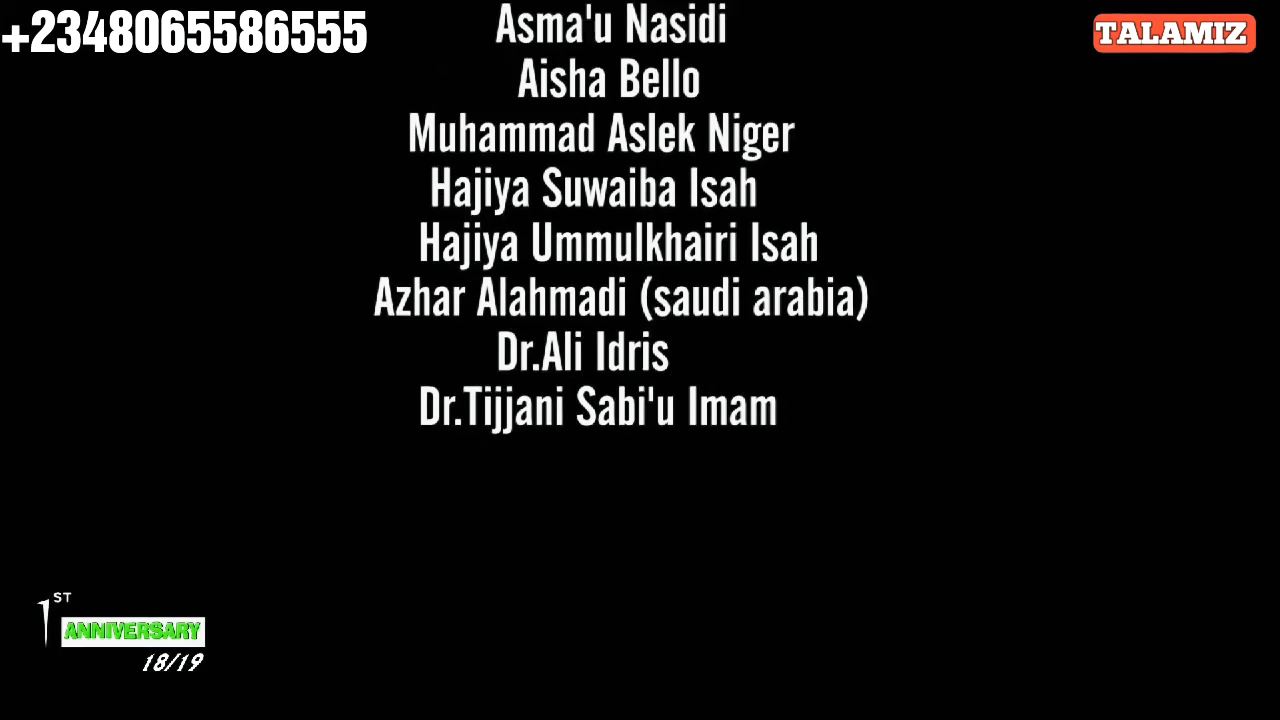 +2348065586555
TALAMIZ
Asma'u Nasidi
Aisha Bello
Muhammad Aslek Niger
Hajiya Suwaiba Isah
Hajiya Ummulkhairi Isah
Azhar Alahmadi (saudi arabia)
Dr.Ali Idris
Dr.Tijjani Sabi'u Imam
1ST
ANNIVERSARY
18/19